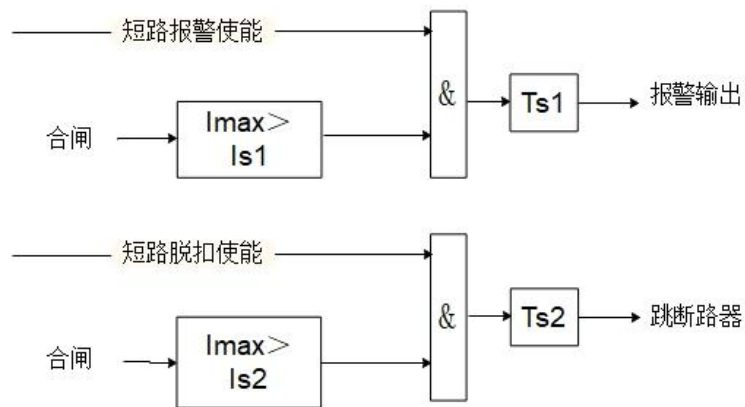 短路报警使能
&
Ts1
报警输出
合闸
Imax＞
Is1
短路脱扣使能
&
Ts2
跳断路器
合闸
Imax＞
Is2